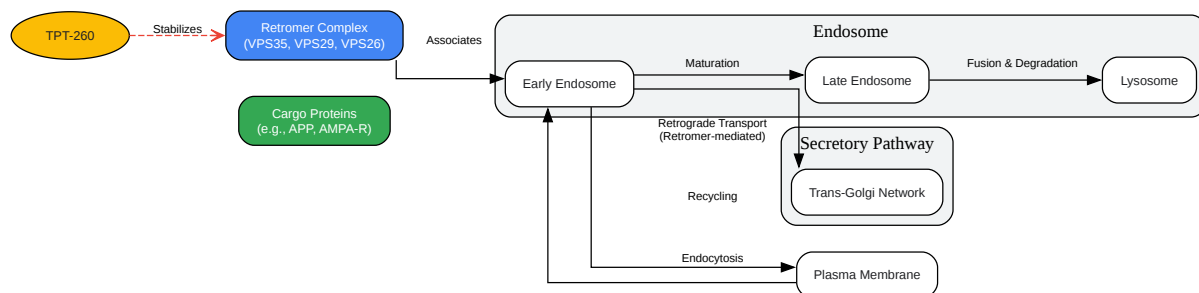 TPT-260
Stabilizes
Retromer Complex
(VPS35, VPS29, VPS26)
Associates
Endosome
Early Endosome
Maturation
Late Endosome
Fusion & Degradation
Lysosome
Cargo Proteins
(e.g., APP, AMPA-R)
Retrograde Transport
(Retromer-mediated)
Secretory Pathway
Trans-Golgi Network
Recycling
Endocytosis
Plasma Membrane